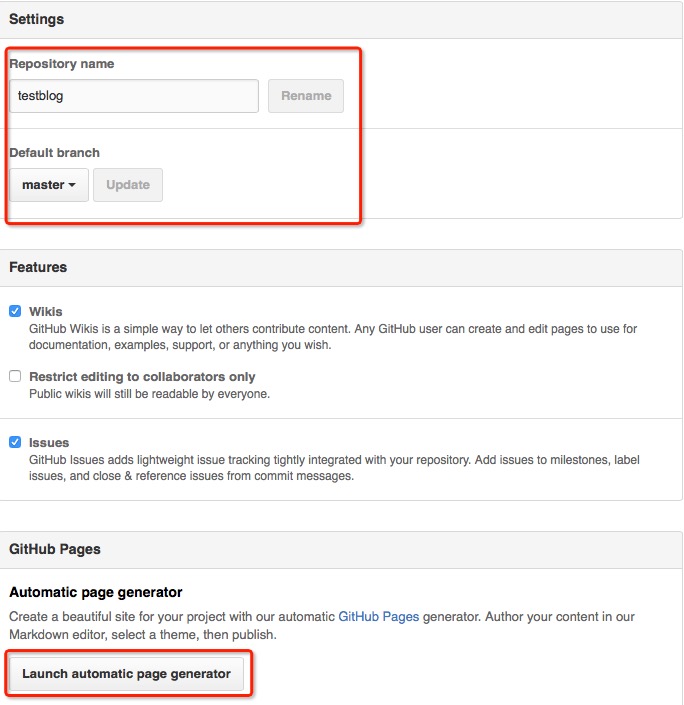 Settings
Repository name
testblog
Rename
Default branch
master
Update
Features
Wikis
GitHub Wikis is a simple way to let others contribute content. Any GitHub user can create and edit pages to use for
documentation, examples, support, or anything you wish.
Restrict editing to collaborators only
Public wikis will still be readable by everyone.
Issues
GitHub Issues adds lightweight issue tracking tightly integrated with your repository. Add issues to milestones, label
issues, and close & reference issues from commit messages.
GitHub Pages
Automatic page generator
Create a beautiful site for your project with our automatic GitHub Pages generator. Author your content in our
Markdown editor, select a theme, then publish.
Launch automatic page generator